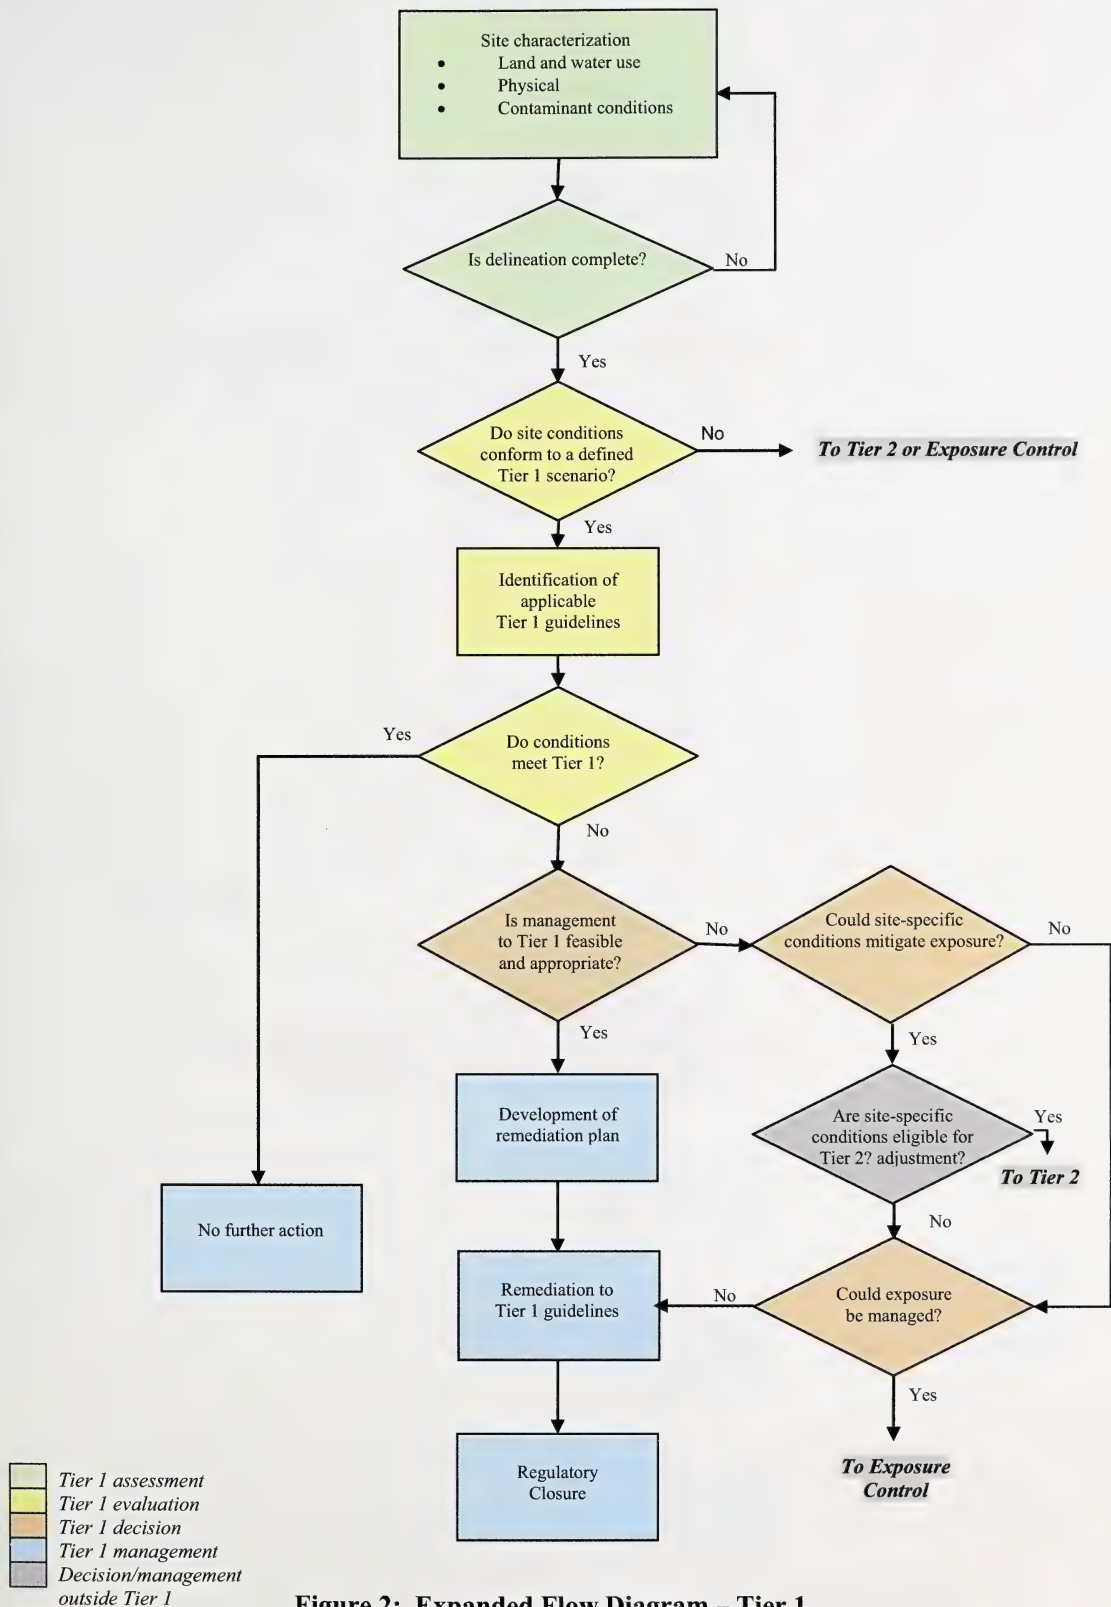 Site characterization
• Land and water use
• Physical
• Contaminant conditions
Is delineation complete?
No
Yes
Do site conditions
conform to a defined
Tier 1 scenario?
No
To Tier 2 or Exposure Control
Yes
Identification of
applicable
Tier 1 guidelines
Yes
Do conditions
meet Tier 1?
No
Is management
to Tier 1 feasible
and appropriate?
No
Could site-specific
conditions mitigate exposure?
No
Yes
Yes
Development of
remediation plan
Are site-specific
conditions eligible for
Tier 2? adjustment?
Yes
To Tier 2
No further action
No
Remediation to
Tier 1 guidelines
No
Could exposure
be managed?
Yes
Regulatory
Closure
To Exposure
Control
Tier 1 assessment
Tier 1 evaluation
Tier 1 decision
Tier 1 management
Decision/management
outside Tier 1
Figure 2: Expanded Flow Diagram – Tier 1